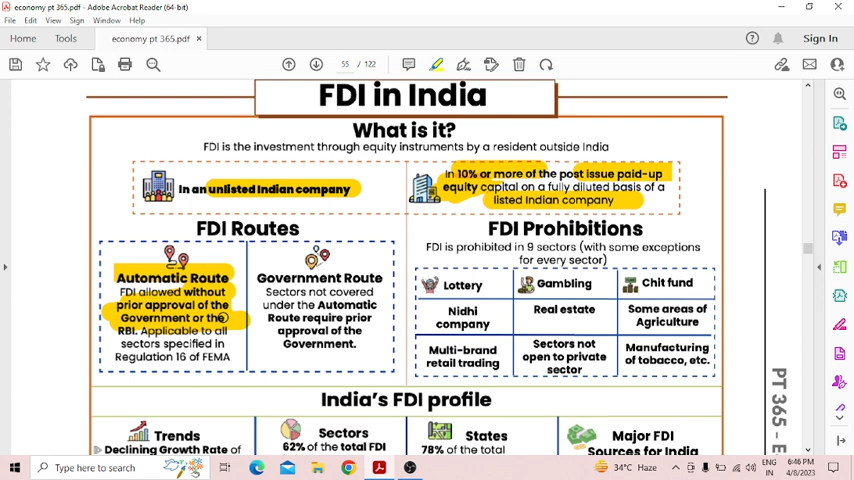 economy pt 365.pdf - Adobe Acrobat Reader (64-bit)
File Edit View Sign Window Help
Home Tools economy pt 365.pdf × Sign In
55 / 122
FDI in India
What is it?
FDI is the investment through equity instruments by a resident outside India
In an unlisted Indian company
In 10% or more of the post issue paid-up
equity capital on a fully diluted basis of a
listed Indian company
FDI Routes
Automatic Route
FDI allowed without
prior approval of the
Government or the
RBI. Applicable to all
sectors specified in
Regulation 16 of FEMA
Government Route
Sectors not covered
under the Automatic
Route require prior
approval of the
Government.
FDI Prohibitions
FDI is prohibited in 9 sectors (with some exceptions
for every sector)
Lottery
Gambling
Chit fund
Nidhi
company
Real estate
Some areas of
Agriculture
Multi-brand
retail trading
Sectors not
open to private
sector
Manufacturing
of tobacco, etc.
India's FDI profile
Trends
Declining Growth Rate of
Sectors
62% of the total FDI
States
78% of the total
Major FDI
Sources for India
PT 365 - E
Type here to search
34°C Haze
ENG
IN
6:46 PM
4/8/2023